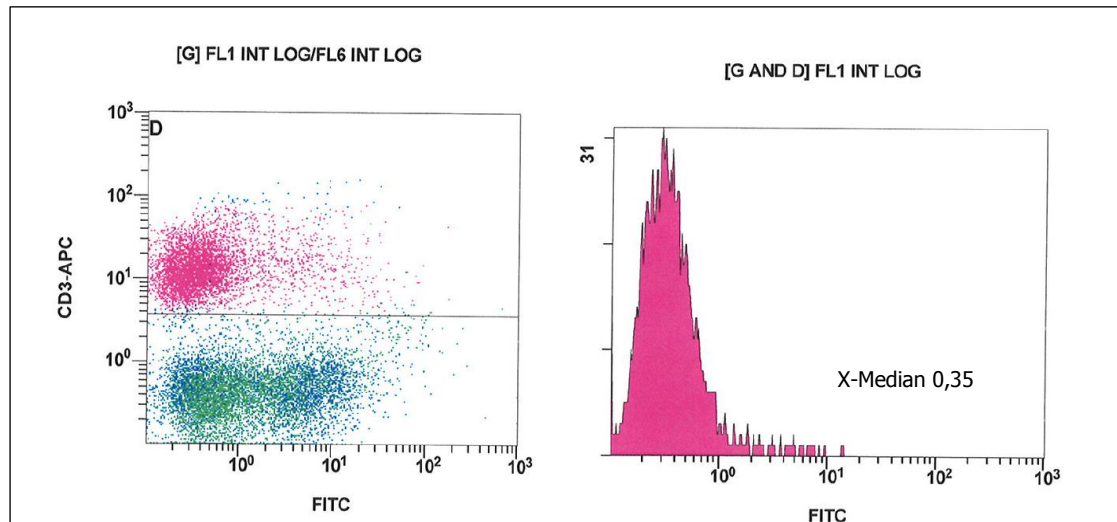 [G] FL1 INT LOG/FL6 INT LOG
D
10³
10²
10¹
10⁰
CD3-APC
10⁰ 10¹ 10² 10³
FITC
[G AND D] FL1 INT LOG
31
X-Median 0,35
10⁰ 10¹ 10² 10³
FITC